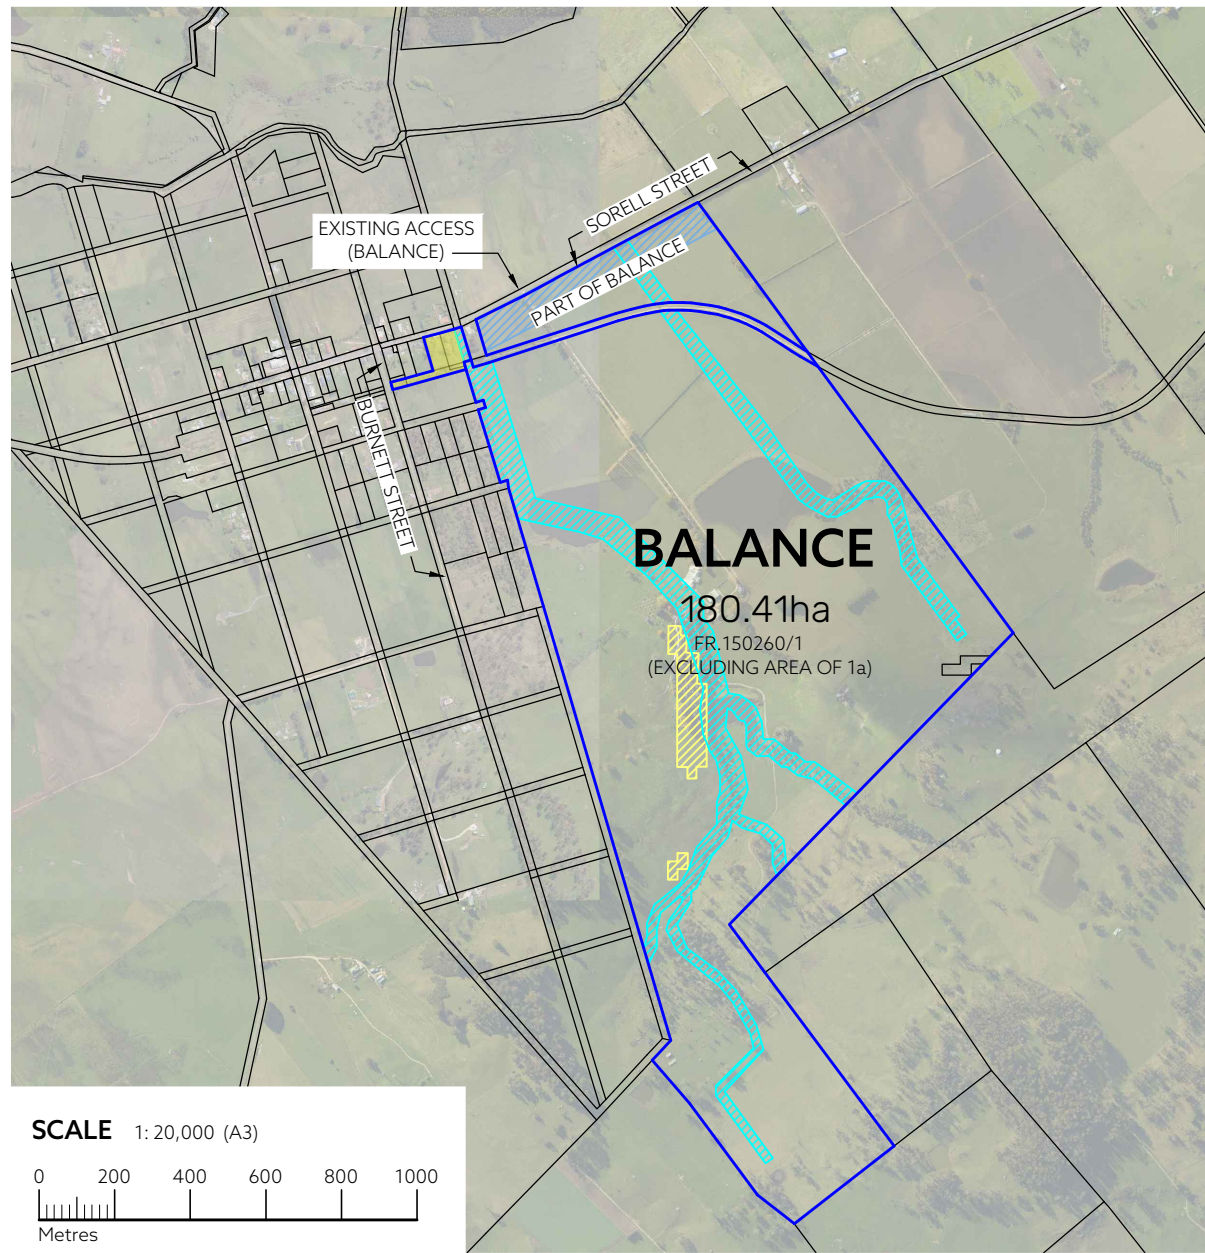 SORELL STREET
EXISTING ACCESS
(BALANCE)
PART OF BALANCE
BURNETT STREET
BALANCE
180.41ha
FR.150260/1
(EXCLUDING AREA OF 1a)
SCALE 1: 20,000 (A3)
0 200 400 600 800 1000
Metres